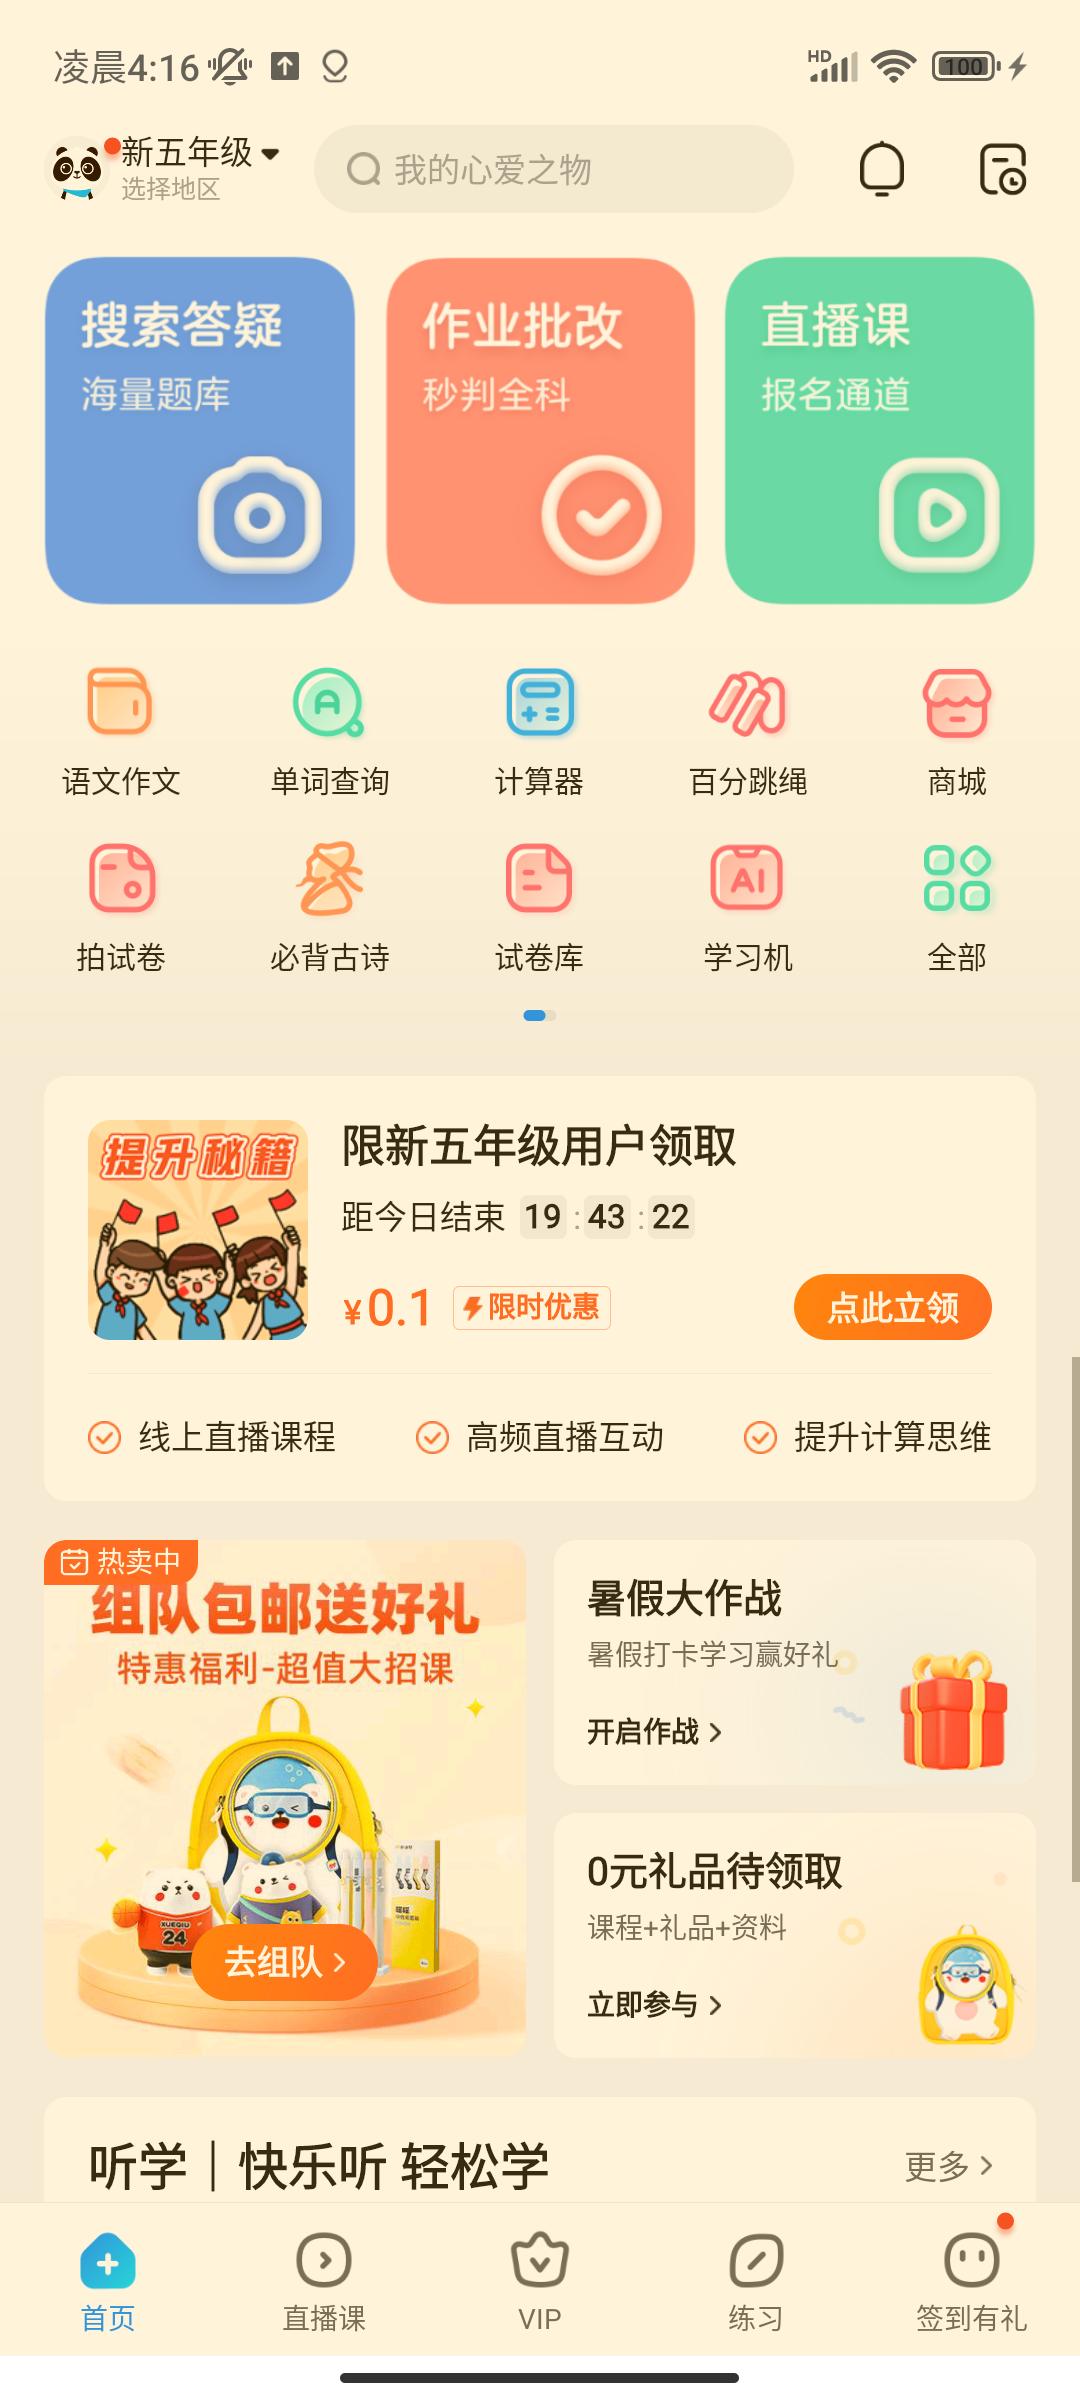 凌晨4:16
HD
100
新五年级
选择地区
我的心爱之物
搜索答疑
海量题库
作业批改
秒判全科
直播课
报名通道
语文作文
单词查询
计算器
百分跳绳
商城
拍试卷
必背古诗
试卷库
AI
学习机
全部
提升秘籍
限新五年级用户领取
距今日结束 19:43:22
¥0.1 限时优惠
点此立领
线上直播课程
高频直播互动
提升计算思维
热卖中
组队包邮送好礼
特惠福利-超值大招课
XUEQIU
24
去组队
暑假大作战
暑假打卡学习赢好礼
开启作战
0元礼品待领取
课程+礼品+资料
立即参与
听学｜快乐听 轻松学
更多
首页
直播课
VIP
练习
签到有礼